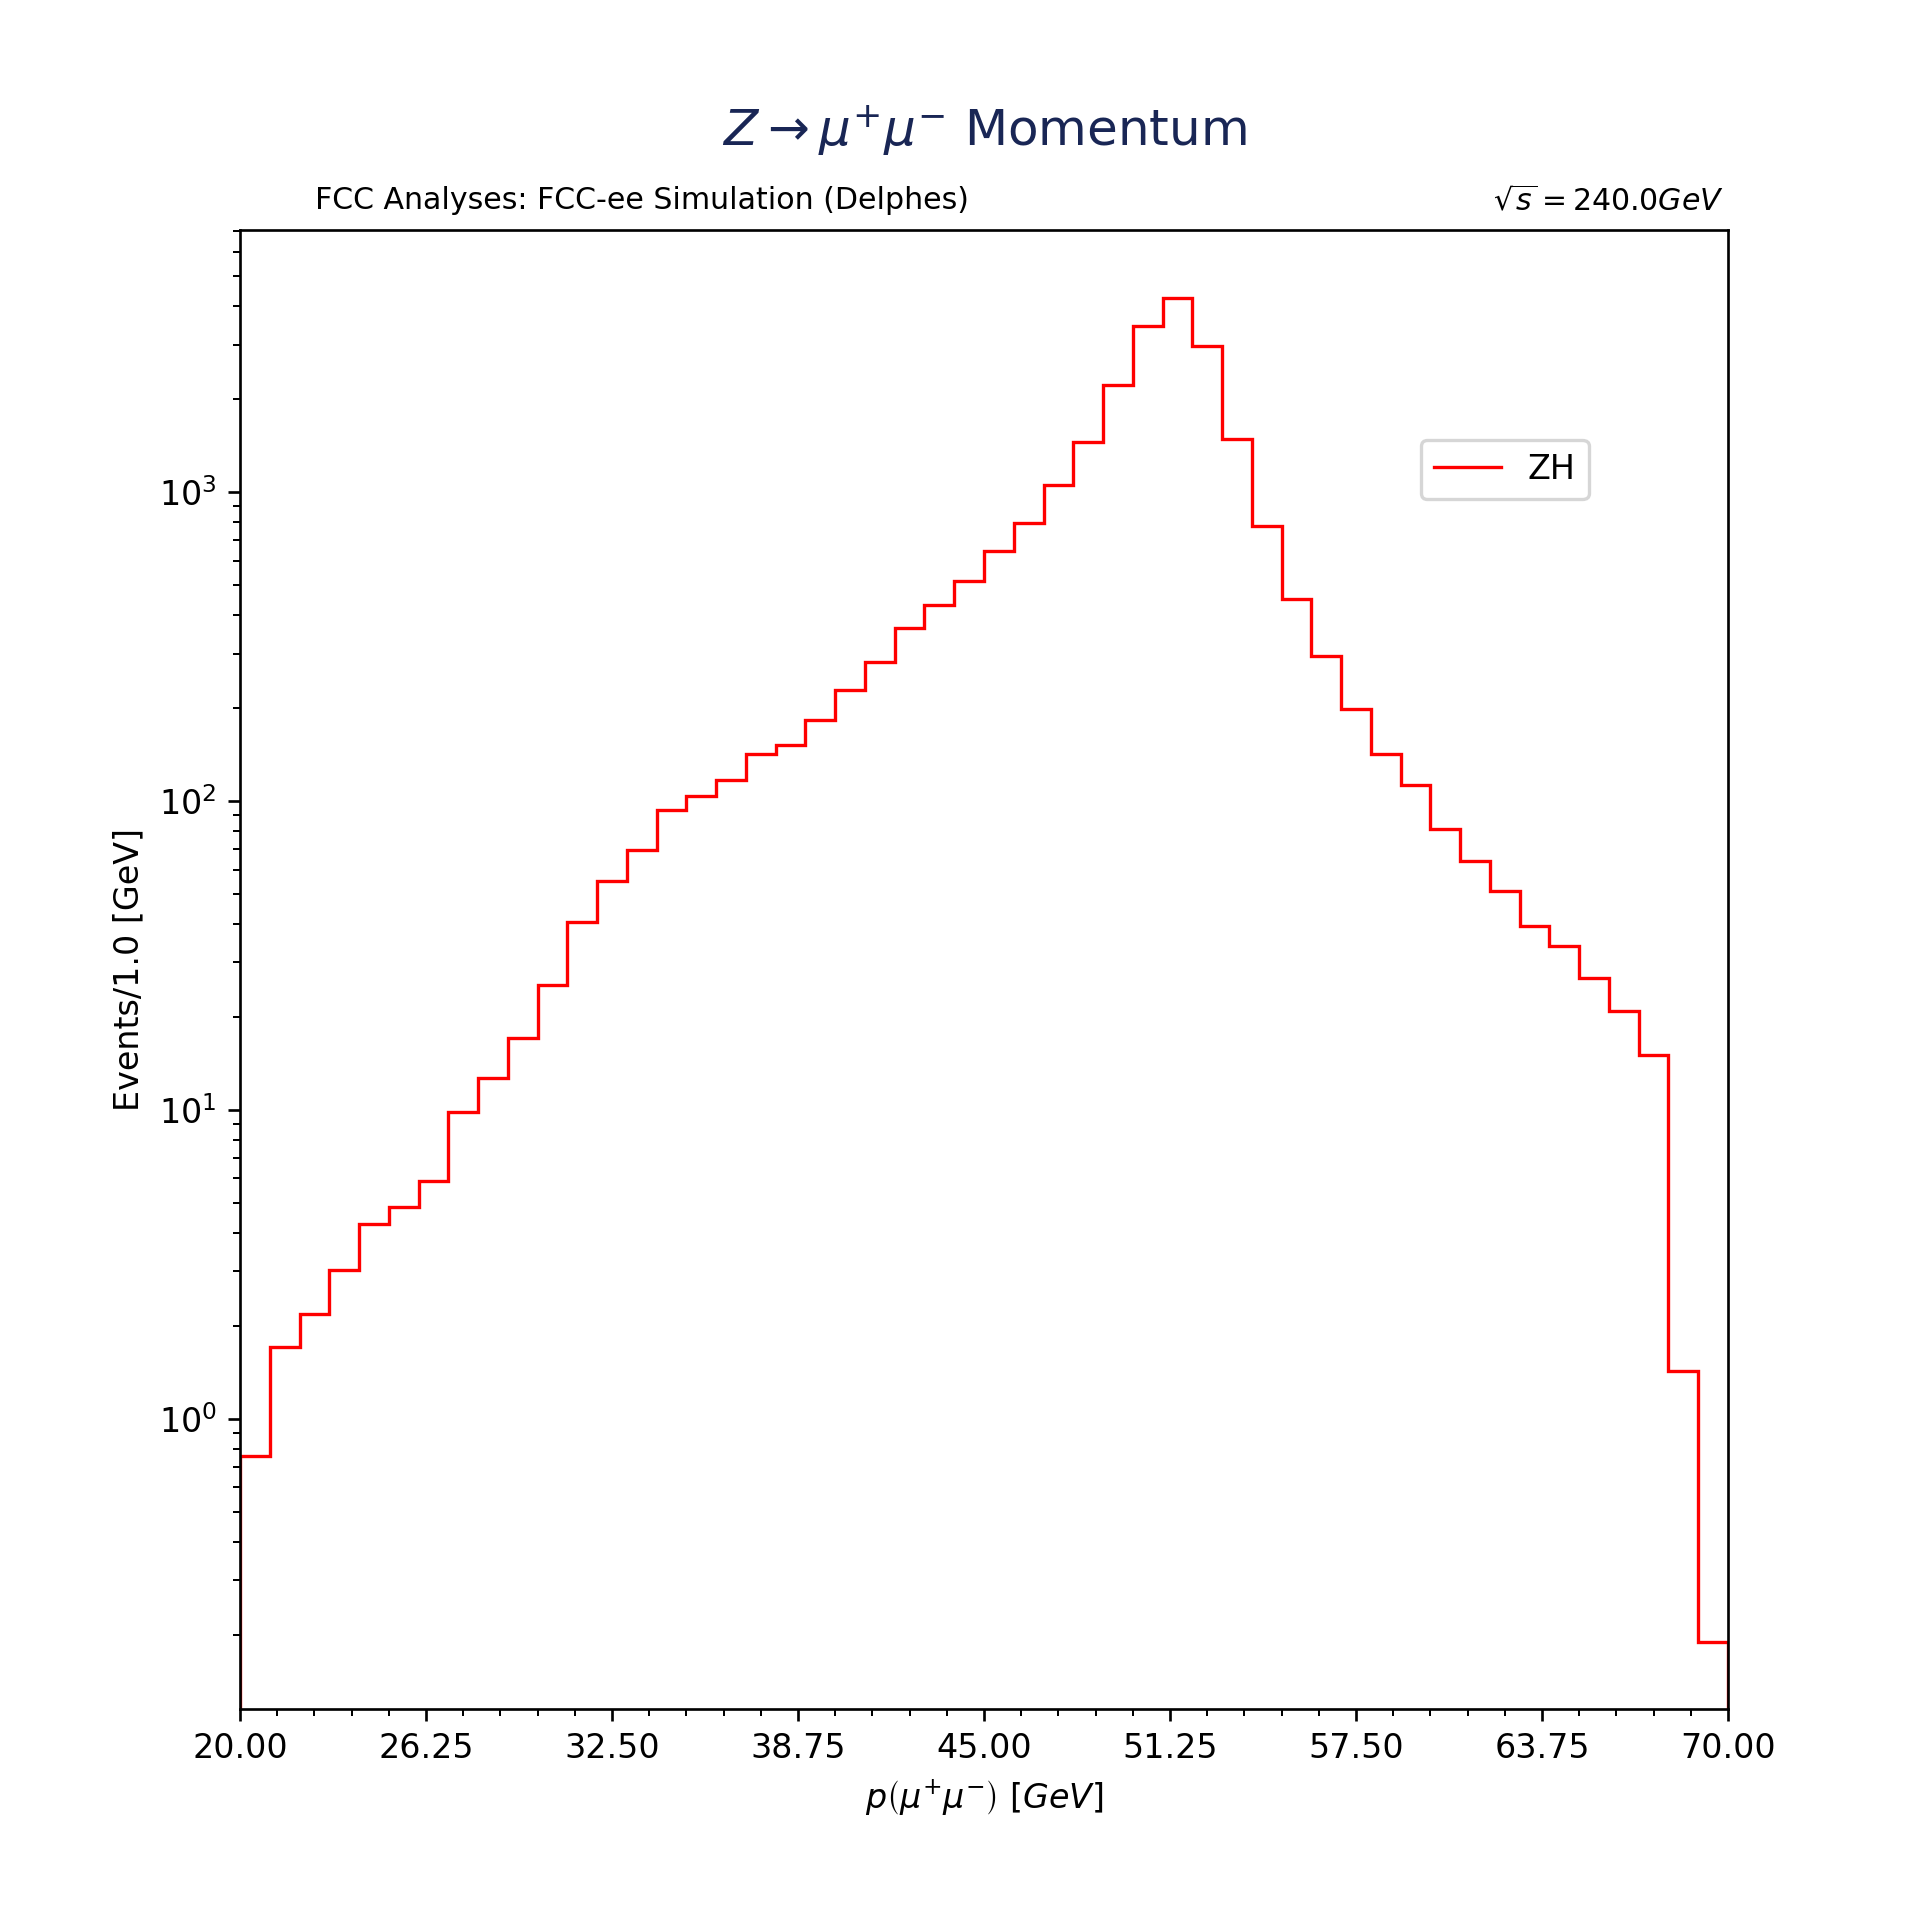 Z → μ⁺μ⁻ Momentum
FCC Analyses: FCC-ee Simulation (Delphes)
√s = 240.0GeV
ZH
10³
10²
10¹
10⁰
Events/1.0 [GeV]
20.00 26.25 32.50 38.75 45.00 51.25 57.50 63.75 70.00
p(μ⁺μ⁻) [GeV]